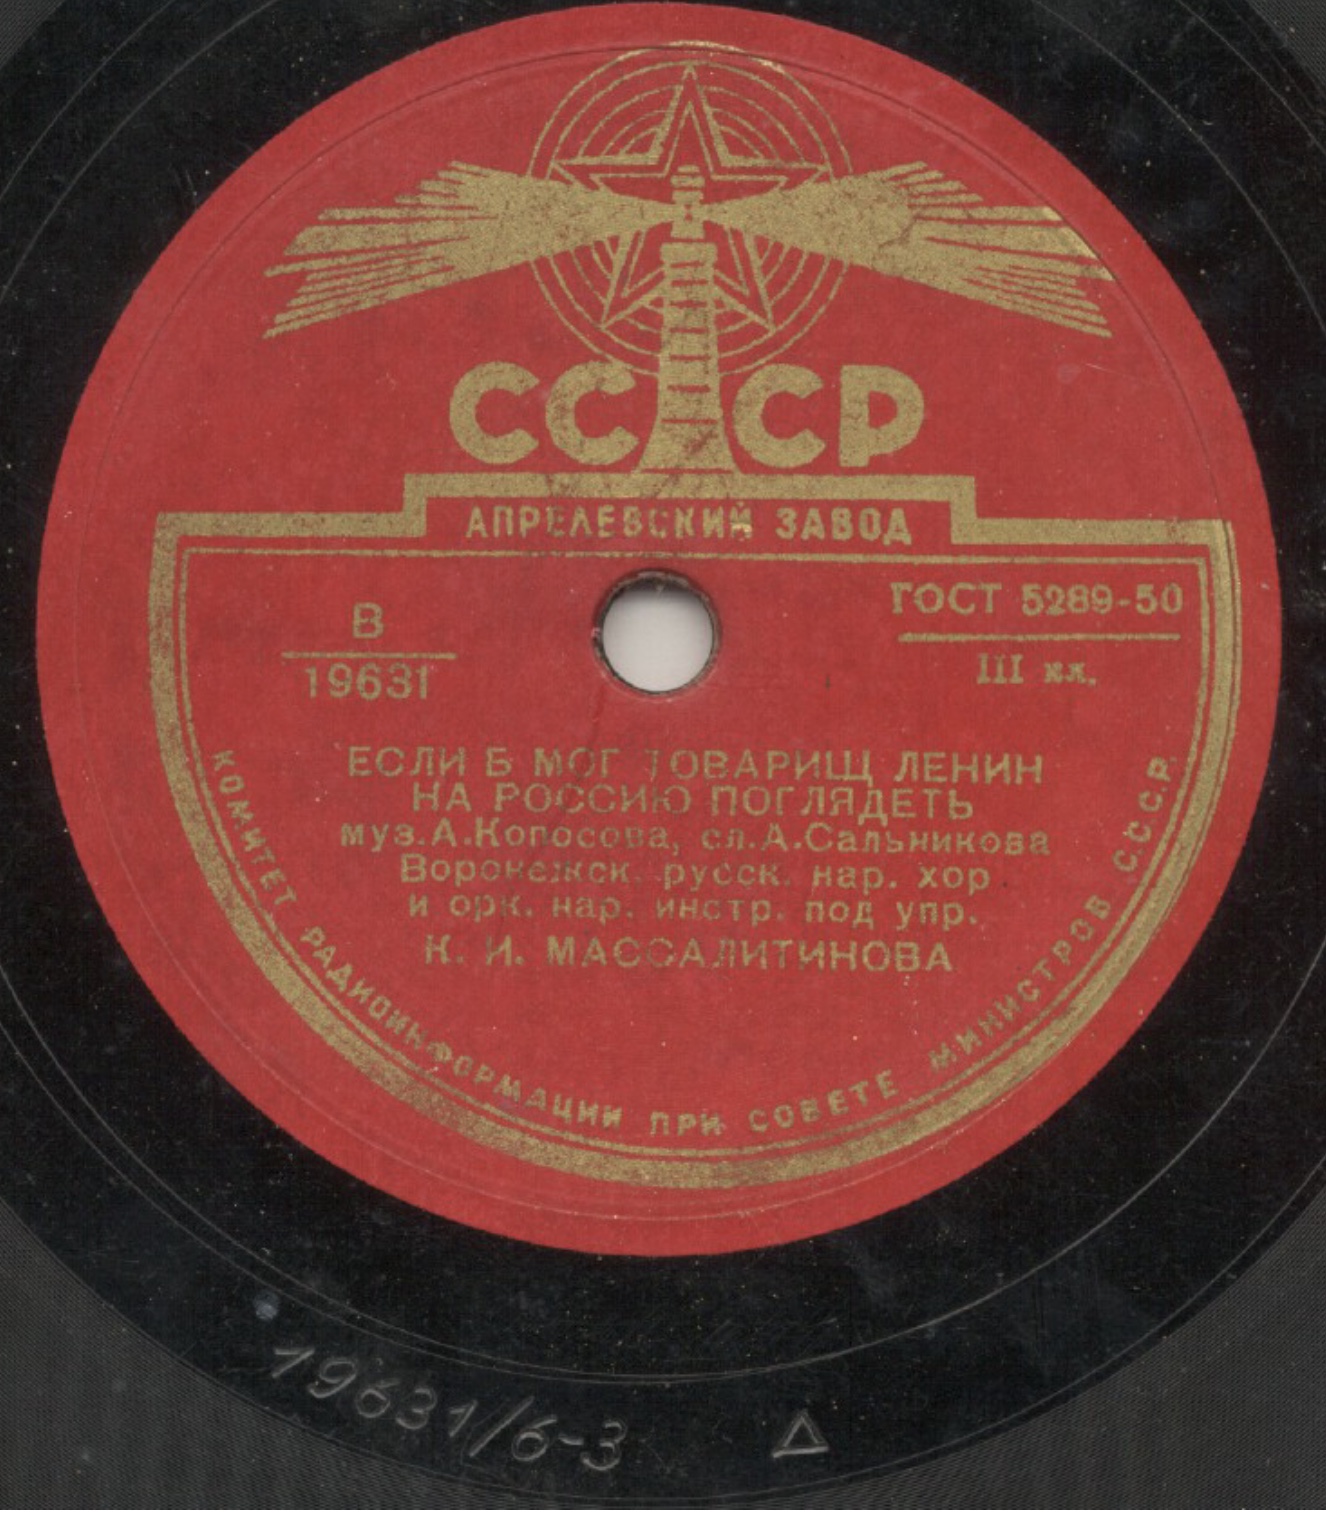 СССР
АПРЕЛЕВСКИЙ ЗАВОД
В
19631
ГОСТ 5289-50
III кл.
ЕСЛИ Б МОГ ТОВАРИЩ ЛЕНИН
НА РОССИЮ ПОГЛЯДЕТЬ
муз.А.Копосова, сл.А.Сальникова
Воронежск. русск. нар. хор
и орк. нар. инстр. под упр.
К. И. МАССАЛИТИНОВА
КОМИТЕТ РАДИОИНФОРМАЦИИ ПРИ СОВЕТЕ МИНИСТРОВ С.С.С.Р.
19631/6-3 Δ